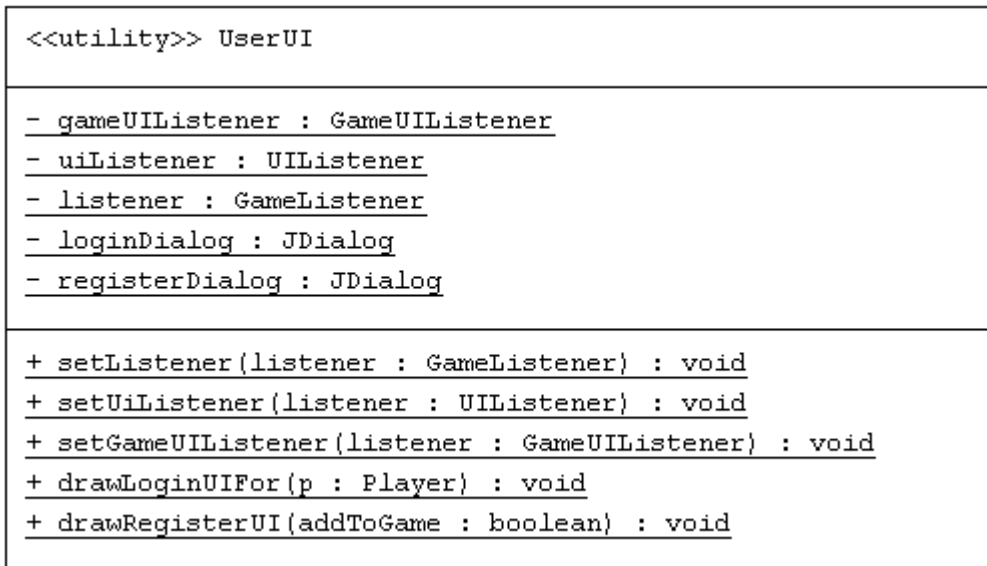 <<utility>> UserUI
- gameUIListener : GameUIListener
- uiListener : UIListener
- listener : GameListener
- loginDialog : JDialog
- registerDialog : JDialog
+ setListener(listener : GameListener) : void
+ setUiListener(listener : UIListener) : void
+ setGameUIListener(listener : GameUIListener) : void
+ drawLoginUIFor(p : Player) : void
+ drawRegisterUI(addToGame : boolean) : void